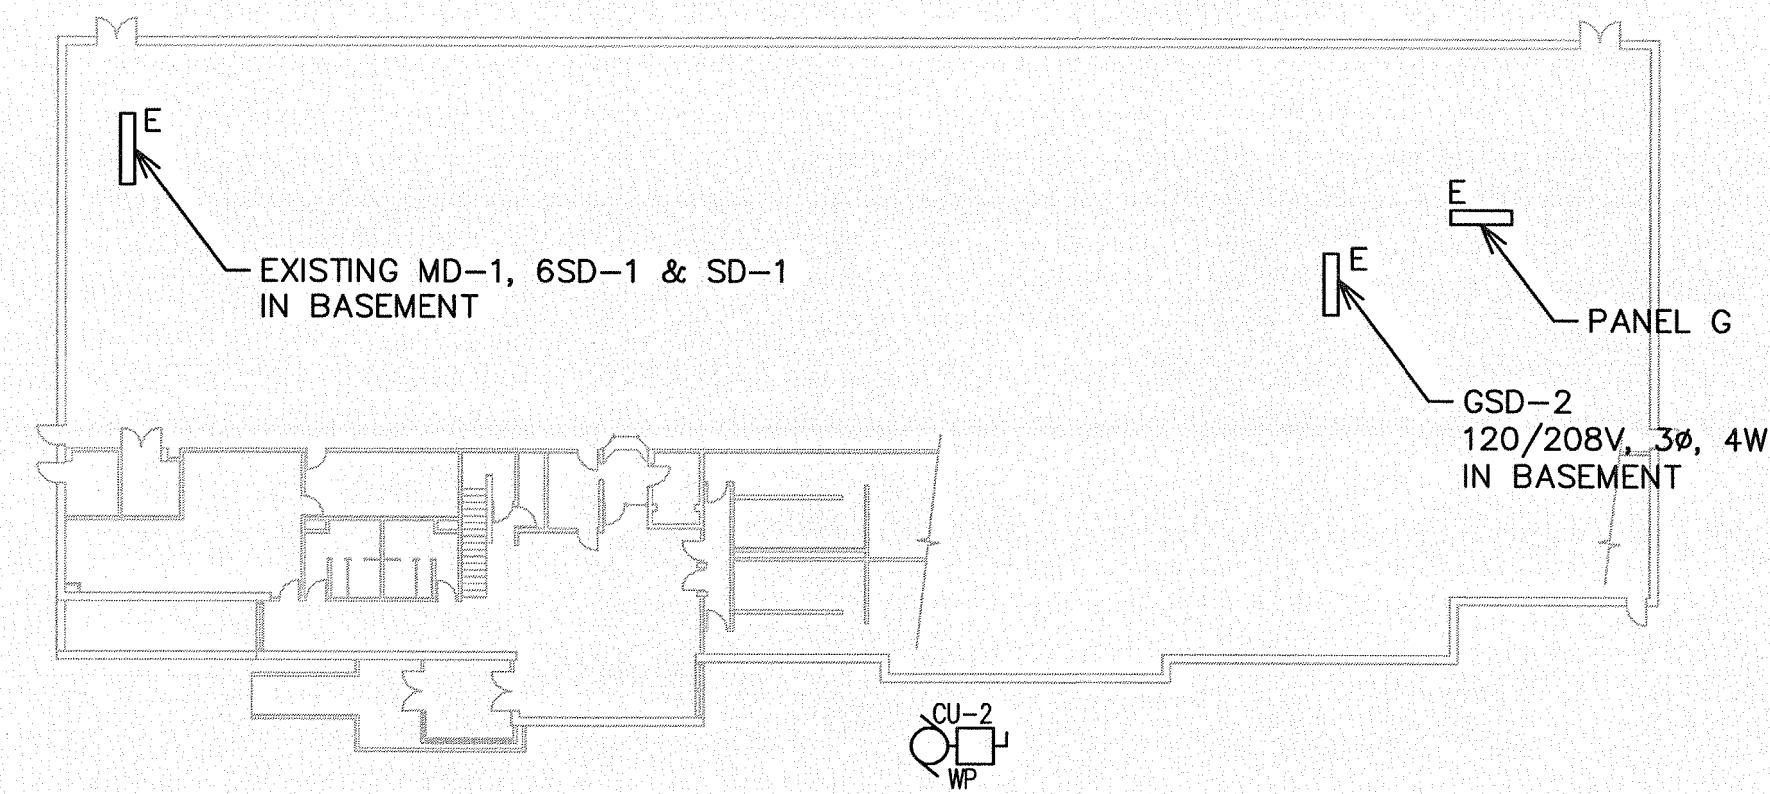 E
EXISTING MD-1, 6SD-1 & SD-1
IN BASEMENT
E
PANEL G
E
GSD-2
120/208V, 3ø, 4W
IN BASEMENT
CU-2
WP